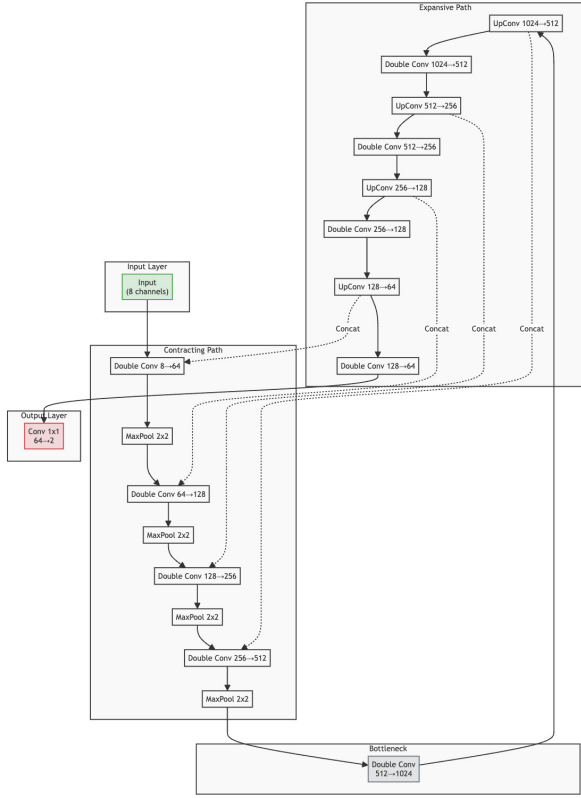 Expansive Path
UpConv 1024→512
Double Conv 1024→512
UpConv 512→256
Double Conv 512→256
UpConv 256→128
Double Conv 256→128
UpConv 128→64
Concat
Concat
Concat
Concat
Double Conv 128→64
Input Layer
Input
(8 channels)
Contracting Path
Double Conv 8→64
MaxPool 2x2
Double Conv 64→128
MaxPool 2x2
Double Conv 128→256
MaxPool 2x2
Double Conv 256→512
MaxPool 2x2
Output Layer
Conv 1x1
64→2
Bottleneck
Double Conv
512→1024